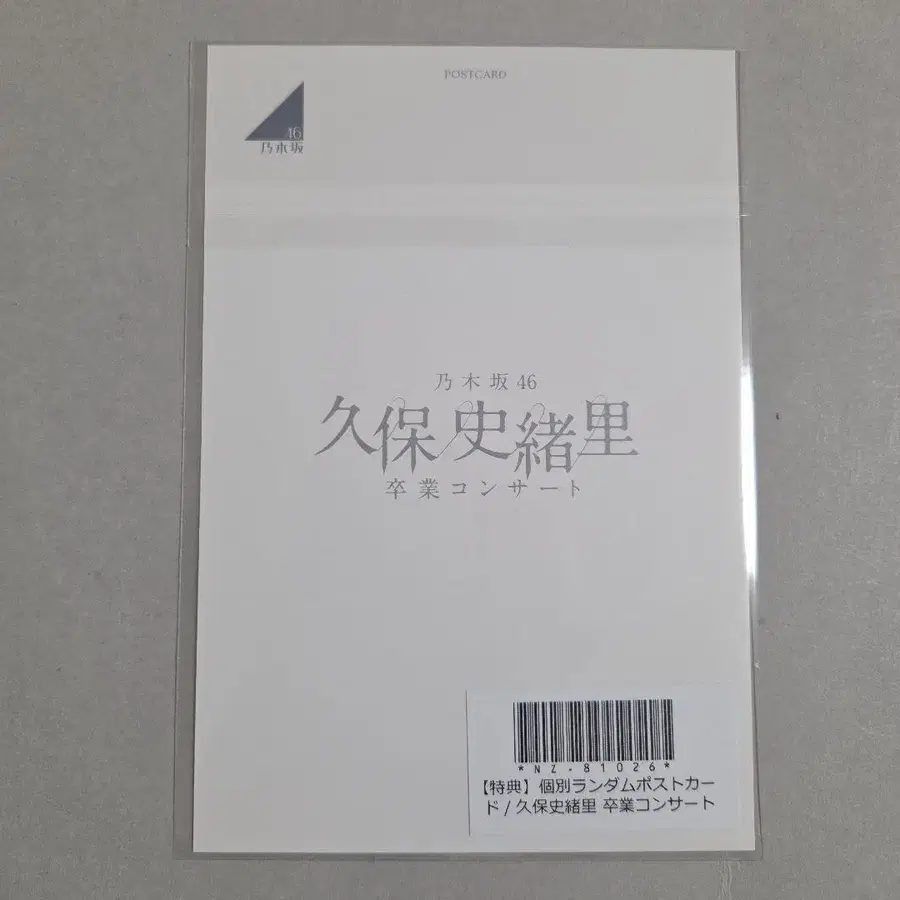 POSTCARD
46
乃木坂
乃木坂46
久保史緒里
卒業コンサート
*NZ-81026*
【特典】個別ランダムポストカー
ド/久保史緒里 卒業コンサート